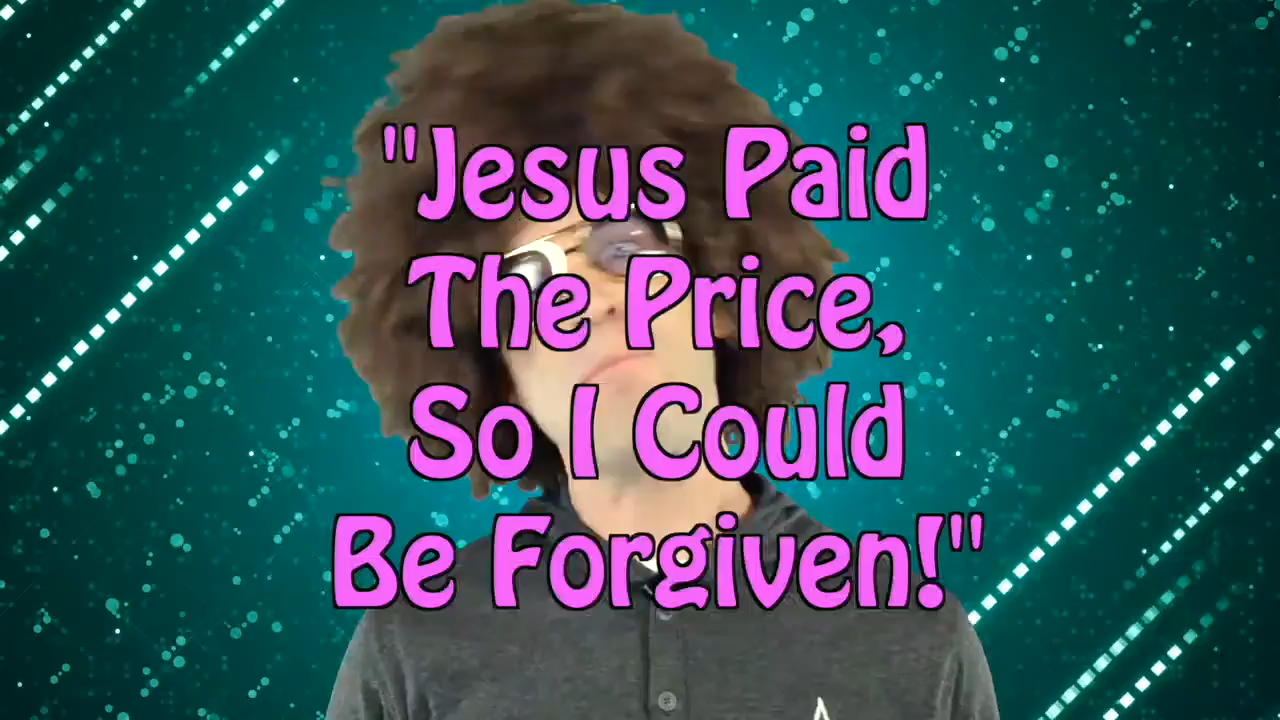 "Jesus Paid
The Price,
So I Could
Be Forgiven!"